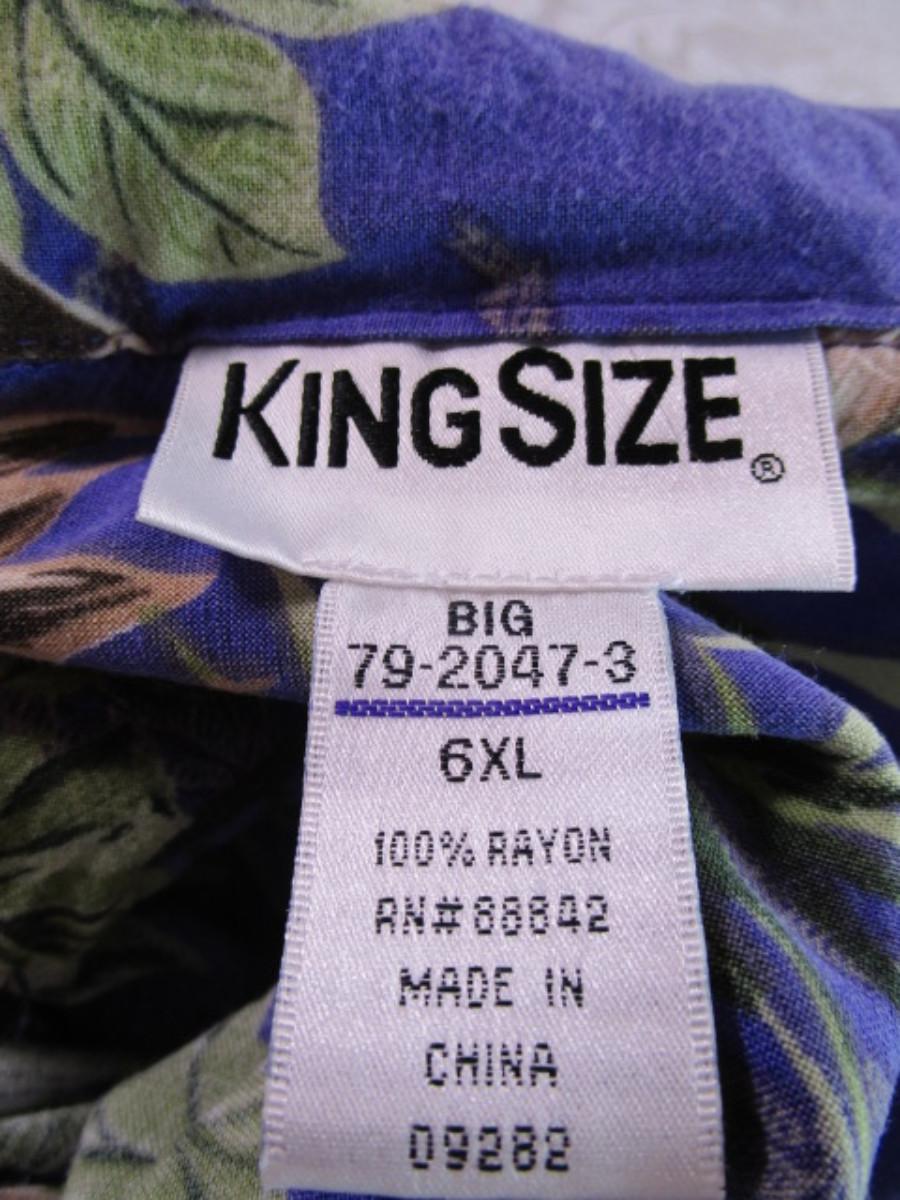 KINGSIZE®
BIG
79-2047-3
6XL
100% RAYON
RN#88842
MADE IN
CHINA
09282